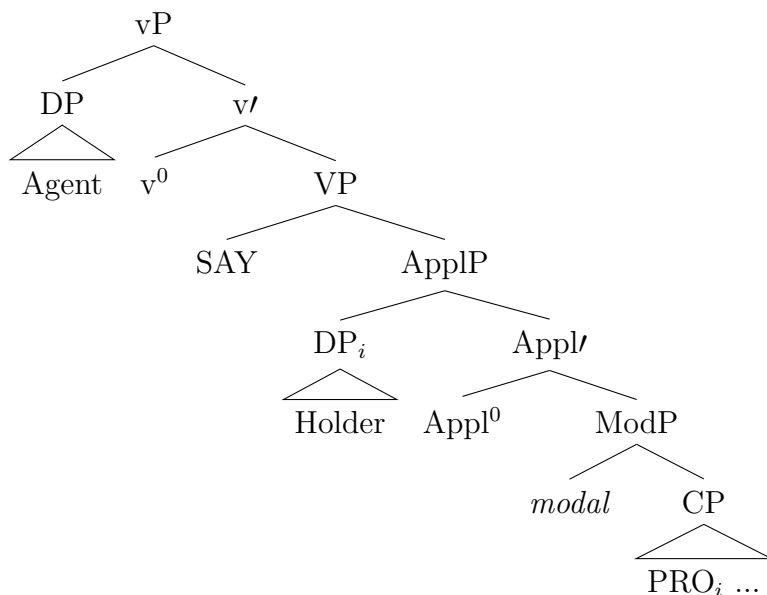 vP
DP v′
Agent v⁰ VP
SAY ApplP
DPᵢ Appl′
Holder Appl⁰ ModP
modal CP
PROᵢ ...